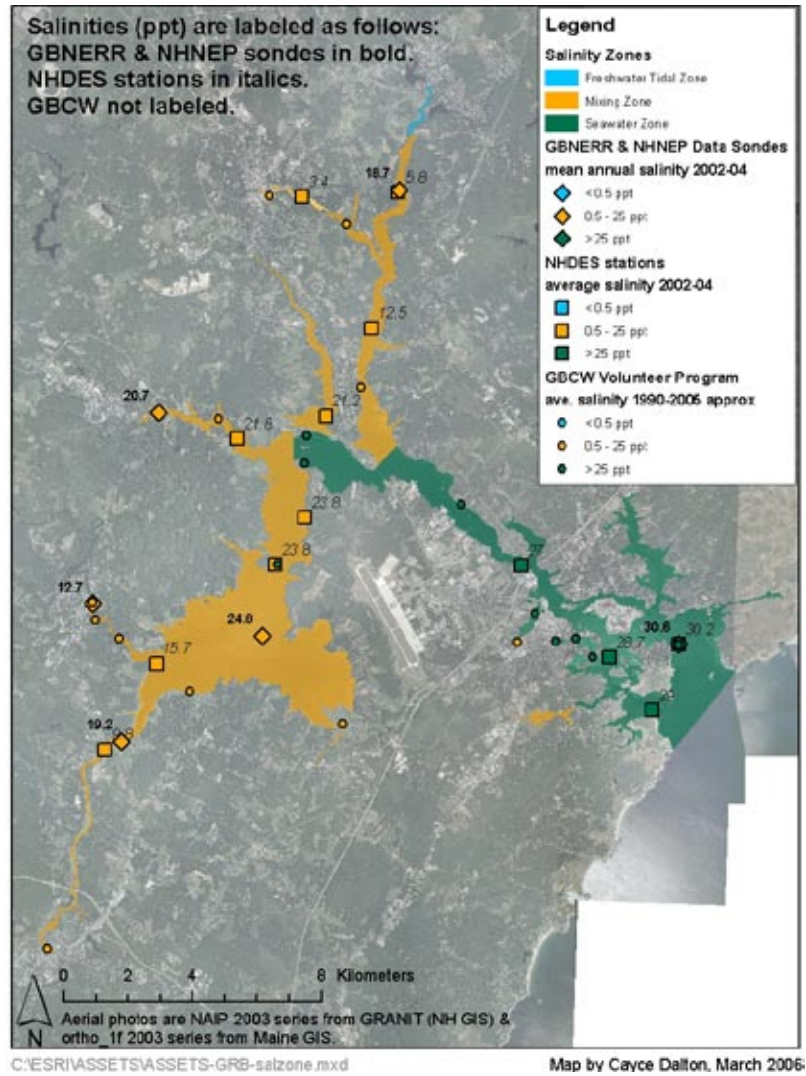 Salinities (ppt) are labeled as follows:
GBNERR & NHNEP sondes in bold.
NHDES stations in italics.
GBCW not labeled.
Legend
Salinity Zones
Freshwater Tidal Zone
Mixing Zone
Seawater Zone
GBNERR & NHNEP Data Sondes
mean annual salinity 2002-04
<0.5 ppt
0.5 - 25 ppt
>25 ppt
NHDES stations
average salinity 2002-04
<0.5 ppt
0.5 - 25 ppt
>25 ppt
GBCW Volunteer Program
ave. salinity 1990-2005 approx
<0.5 ppt
0.5 - 25 ppt
>25 ppt
18.7
5.8
3.4
12.5
20.7
21.2
21.6
23.8
23.8
12.7
24.0
15.7
27
30.6
30.2
28.7
19.2
0 2 4 8 Kilometers
N
Aerial photos are NAIP 2003 series from GRANIT (NH GIS) &
ortho_1f 2003 series from Maine GIS.
C:\ESRI\ASSETS\ASSETS-GRB-salzone.mxd
Map by Cayce Dalton, March 2006